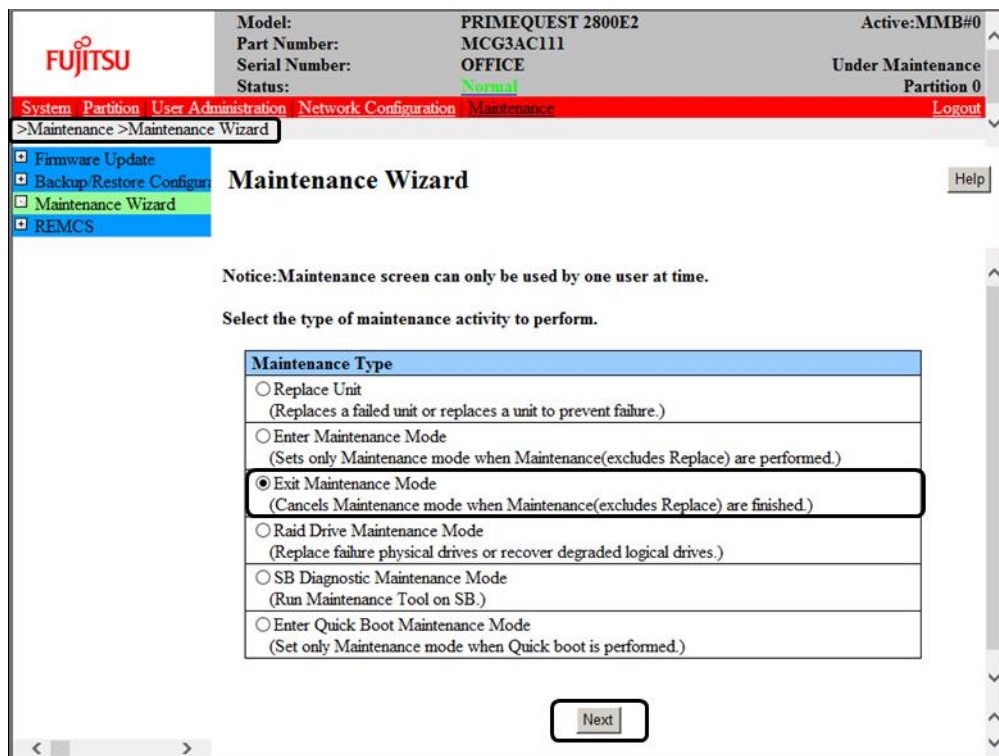 FUJITSU
Model: PRIMEQUEST 2800E2 Active:MMB#0
Part Number: MCG3AC111
Serial Number: OFFICE Under Maintenance
Status: Normal Partition 0
System | Partition | User Administration | Network Configuration | Maintenance Logout
>Maintenance >Maintenance Wizard
Firmware Update
Backup/Restore Configura
Maintenance Wizard
REMCS
Maintenance Wizard
Help
Notice:Maintenance screen can only be used by one user at time.
Select the type of maintenance activity to perform.
Maintenance Type
Replace Unit
(Replaces a failed unit or replaces a unit to prevent failure.)
Enter Maintenance Mode
(Sets only Maintenance mode when Maintenance(excludes Replace) are performed.)
Exit Maintenance Mode
(Cancels Maintenance mode when Maintenance(excludes Replace) are finished.)
Raid Drive Maintenance Mode
(Replace failure physical drives or recover degraded logical drives.)
SB Diagnostic Maintenance Mode
(Run Maintenance Tool on SB.)
Enter Quick Boot Maintenance Mode
(Set only Maintenance mode when Quick boot is performed.)
Next